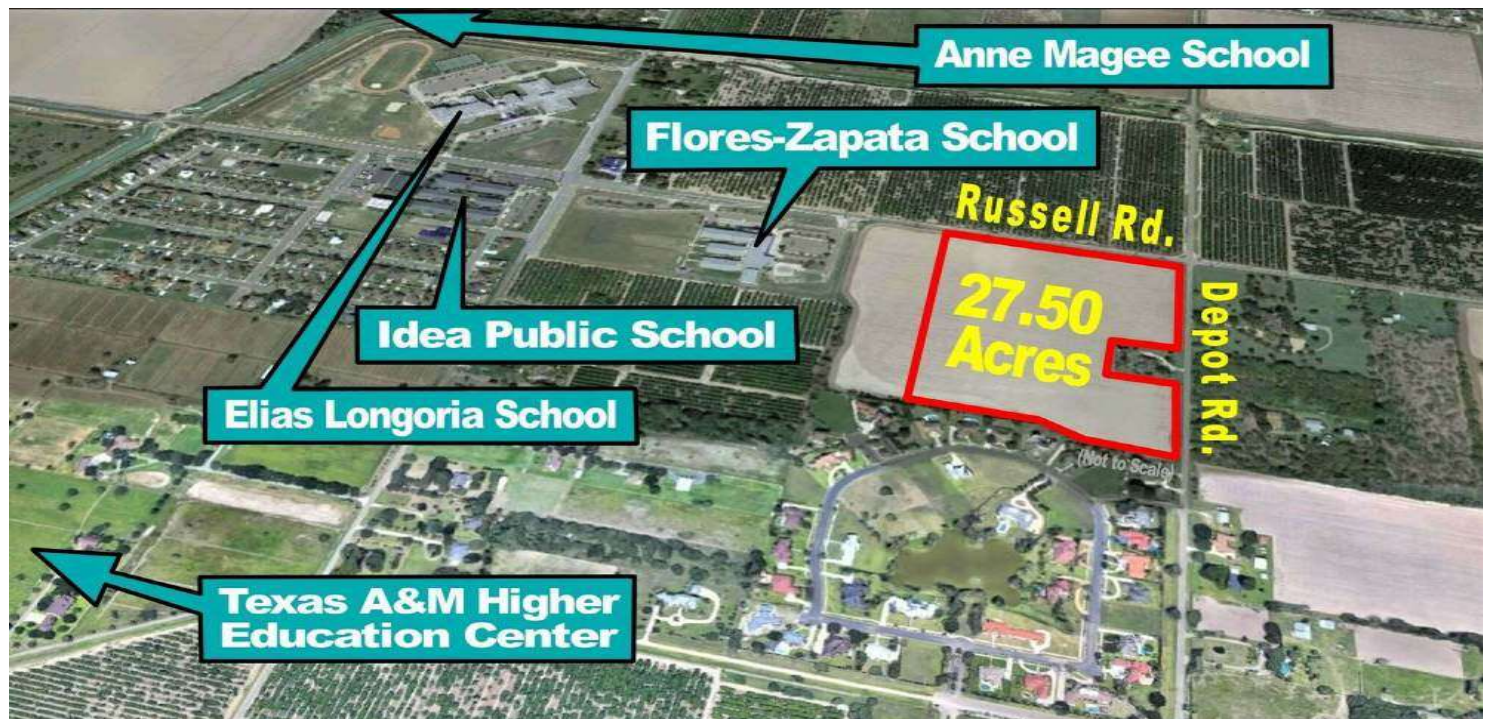 Anne Magee School
Flores-Zapata School
Russell Rd.
27.50
Acres
Depot Rd.
Idea Public School
Elias Longoria School
(Not to Scale)
Texas A&M Higher
Education Center